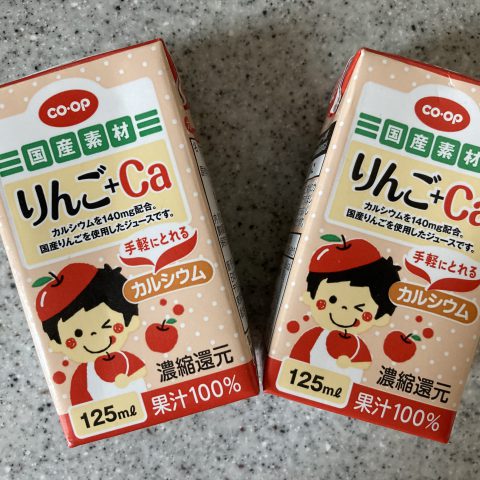 CO·OP
国産素材
りんご+Ca
カルシウムを140mg配合。
国産りんごを使用したジュースです。
手軽にとれる
カルシウム
濃縮還元
125ml
果汁100%
CO·OP
国産素材
りんご+Ca
カルシウムを140mg配合。
国産りんごを使用したジュースです。
手軽にとれる
カルシウム
濃縮還元
125ml
果汁100%